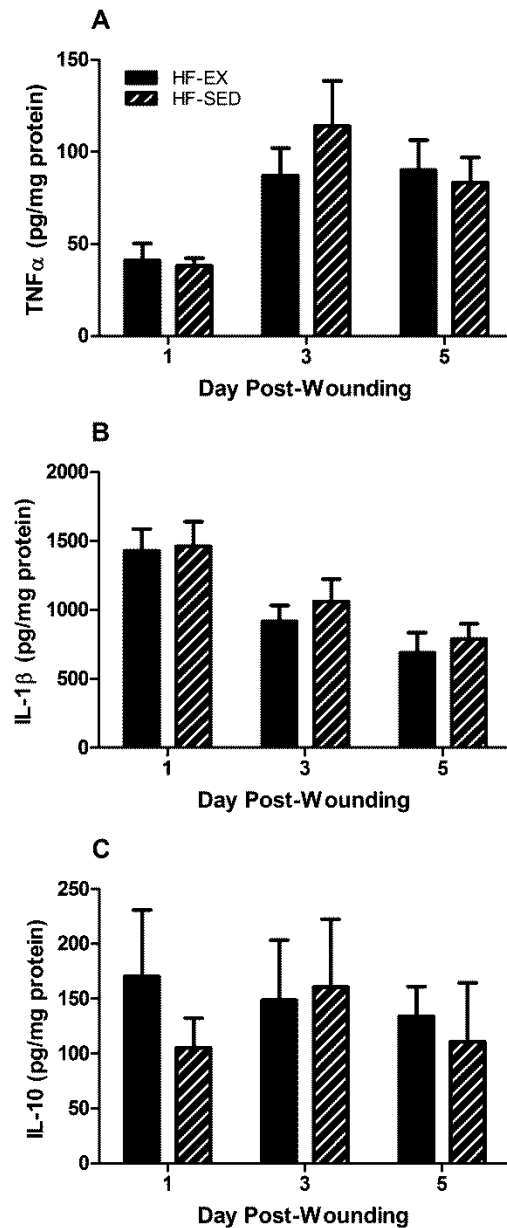 A
TNFα (pg/mg protein)
150
100
50
0
HF-EX
HF-SED
1 3 5
Day Post-Wounding
B
IL-1β (pg/mg protein)
2000
1500
1000
500
0
1 3 5
Day Post-Wounding
C
IL-10 (pg/mg protein)
250
200
150
100
50
0
1 3 5
Day Post-Wounding